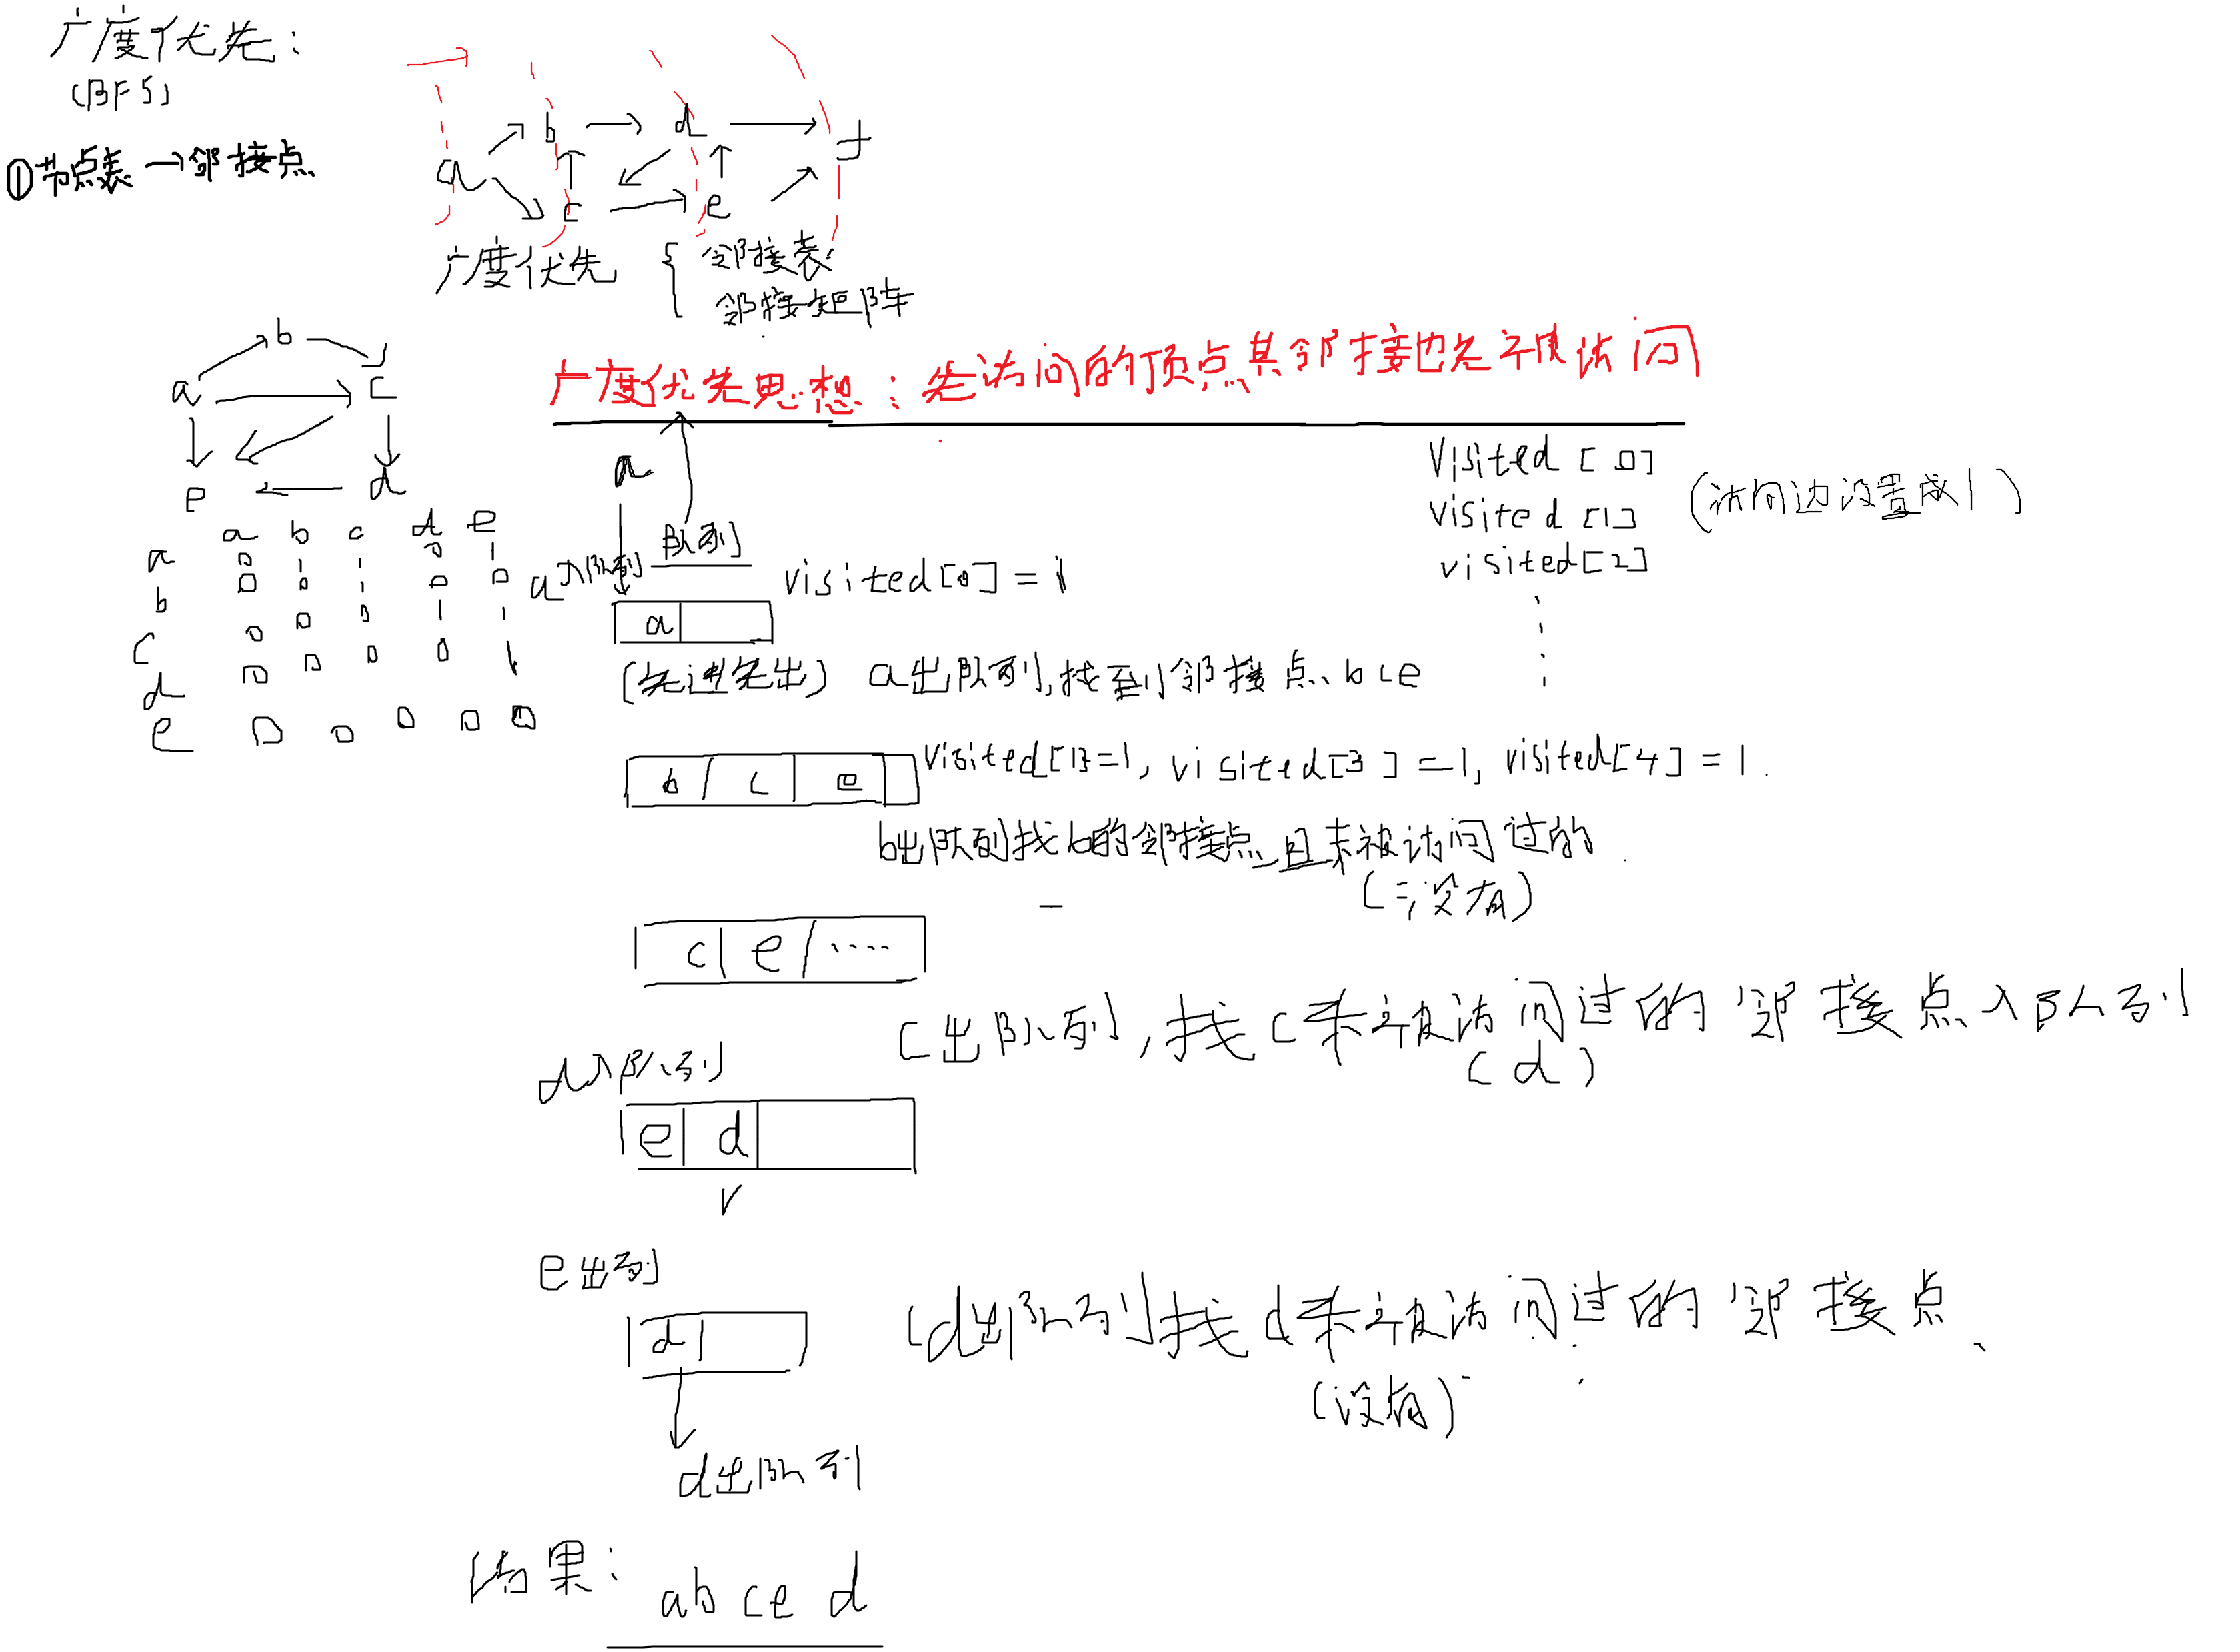 广度优先:
(BFS)
①节点表→邻接点
b d f
a c e
广度优先 { 邻接表
邻接矩阵
b
a c
e d
广度优先思想:先访问的顶点其邻接也先被访问
a
队列
a入队列
visited[0]
visited[1]
visited[2]
(访问边设置成1)
a b c d e
a 0 1 1 0 1
b 0 0 1 0 0
c 0 0 0 1 1
d 0 0 0 0 1
e 0 0 0 0 0
visited[0]=1
a
(先进先出) a出队列,找到邻接点 b c e
b c e
visited[1]=1, visited[3]=1, visited[4]=1.
b出队列找b的邻接点且未被访问过的
(=;没有)
c e ····
c出队列,找c未被访问过的邻接点入队列
(d)
d入队列
e d
e出列
d
(d出队列找d未被访问过的邻接点
(没有)
d出队列
结果: ab ce d